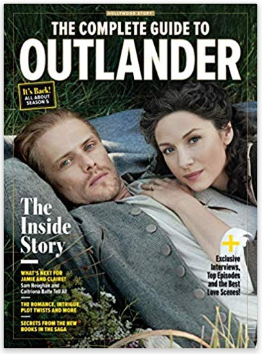 HOLLYWOOD STORY
THE COMPLETE GUIDE TO
OUTLANDER
It's Back!
ALL ABOUT
SEASON 5
The
Inside
Story
WHAT'S NEXT FOR
JAMIE AND CLAIRE?
Sam Heughan and
Caitriona Balfe Tell All
THE ROMANCE, INTRIGUE,
PLOT TWISTS AND MORE
SECRETS FROM THE NEW
BOOKS IN THE SAGA
+
Exclusive
Interviews,
Top Episodes
and the Best
Love Scenes!